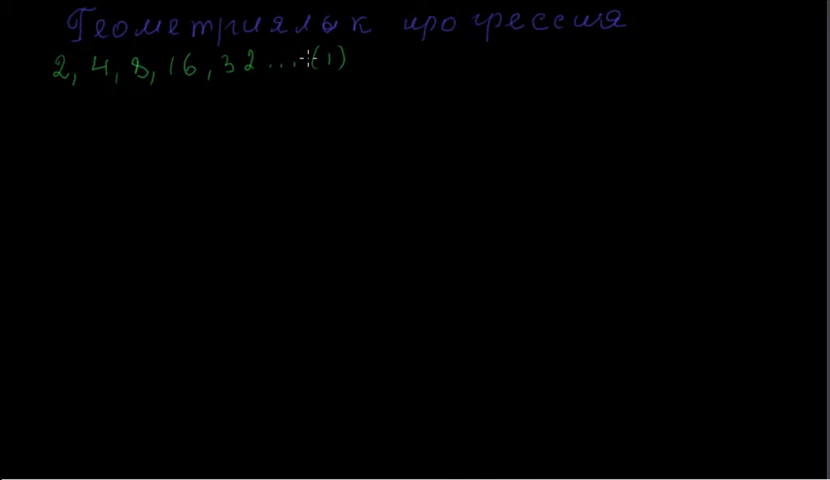 Геометриялык прогрессия
2, 4, 8, 16, 32 ... (1)